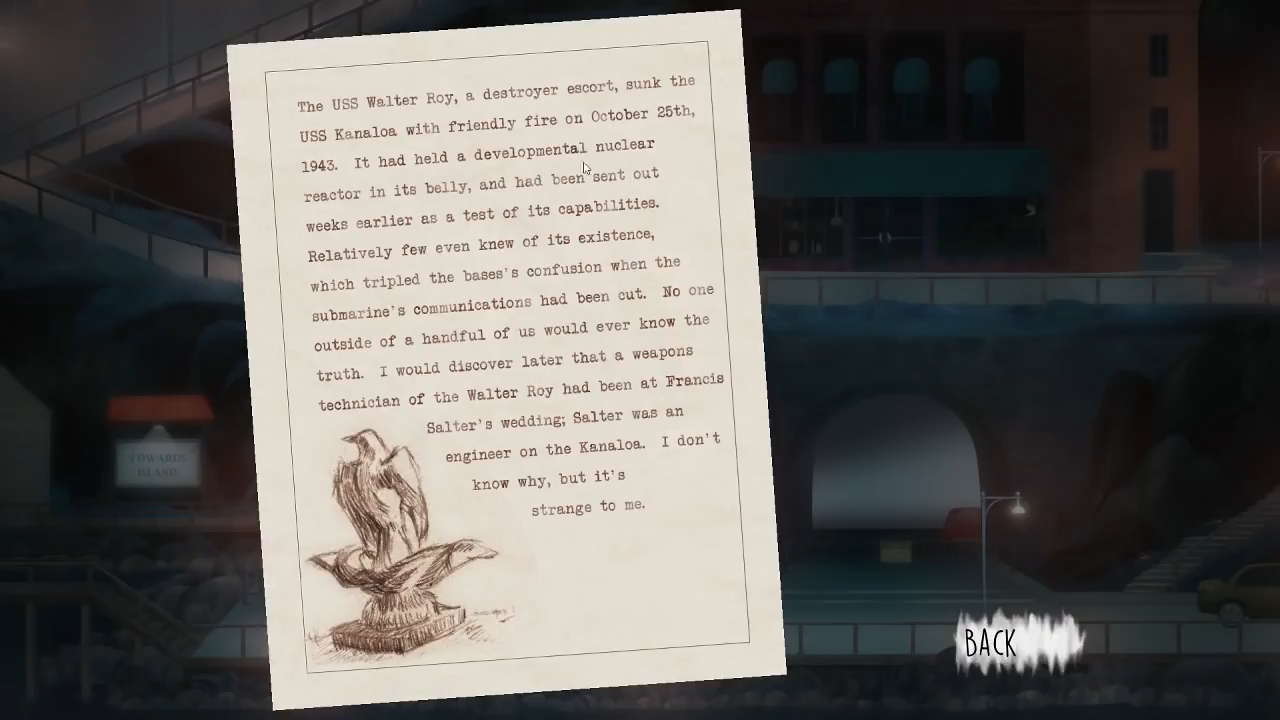 The USS Walter Roy, a destroyer escort, sunk the
USS Kanaloa with friendly fire on October 25th,
1943.  It had held a developmental nuclear
reactor in its belly, and had been sent out
weeks earlier as a test of its capabilities.
Relatively few even knew of its existence,
which tripled the bases's confusion when the
submarine's communications had been cut.  No one
outside of a handful of us would ever know the
truth.  I would discover later that a weapons
technician of the Walter Roy had been at Francis
Salter's wedding; Salter was an
engineer on the Kanaloa.  I don't
know why, but it's
strange to me.
EDWARDS
ISLAND
BACK